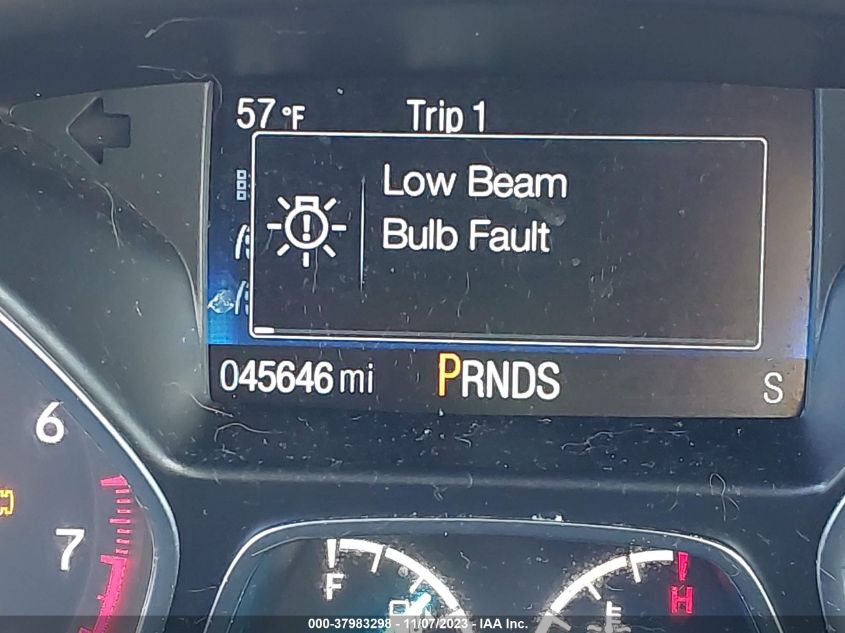 57 °F Trip 1
Low Beam
Bulb Fault
045646 mi PRNDS S
6
7
F H
000-37983298 - 11/07/2023 - IAA Inc.